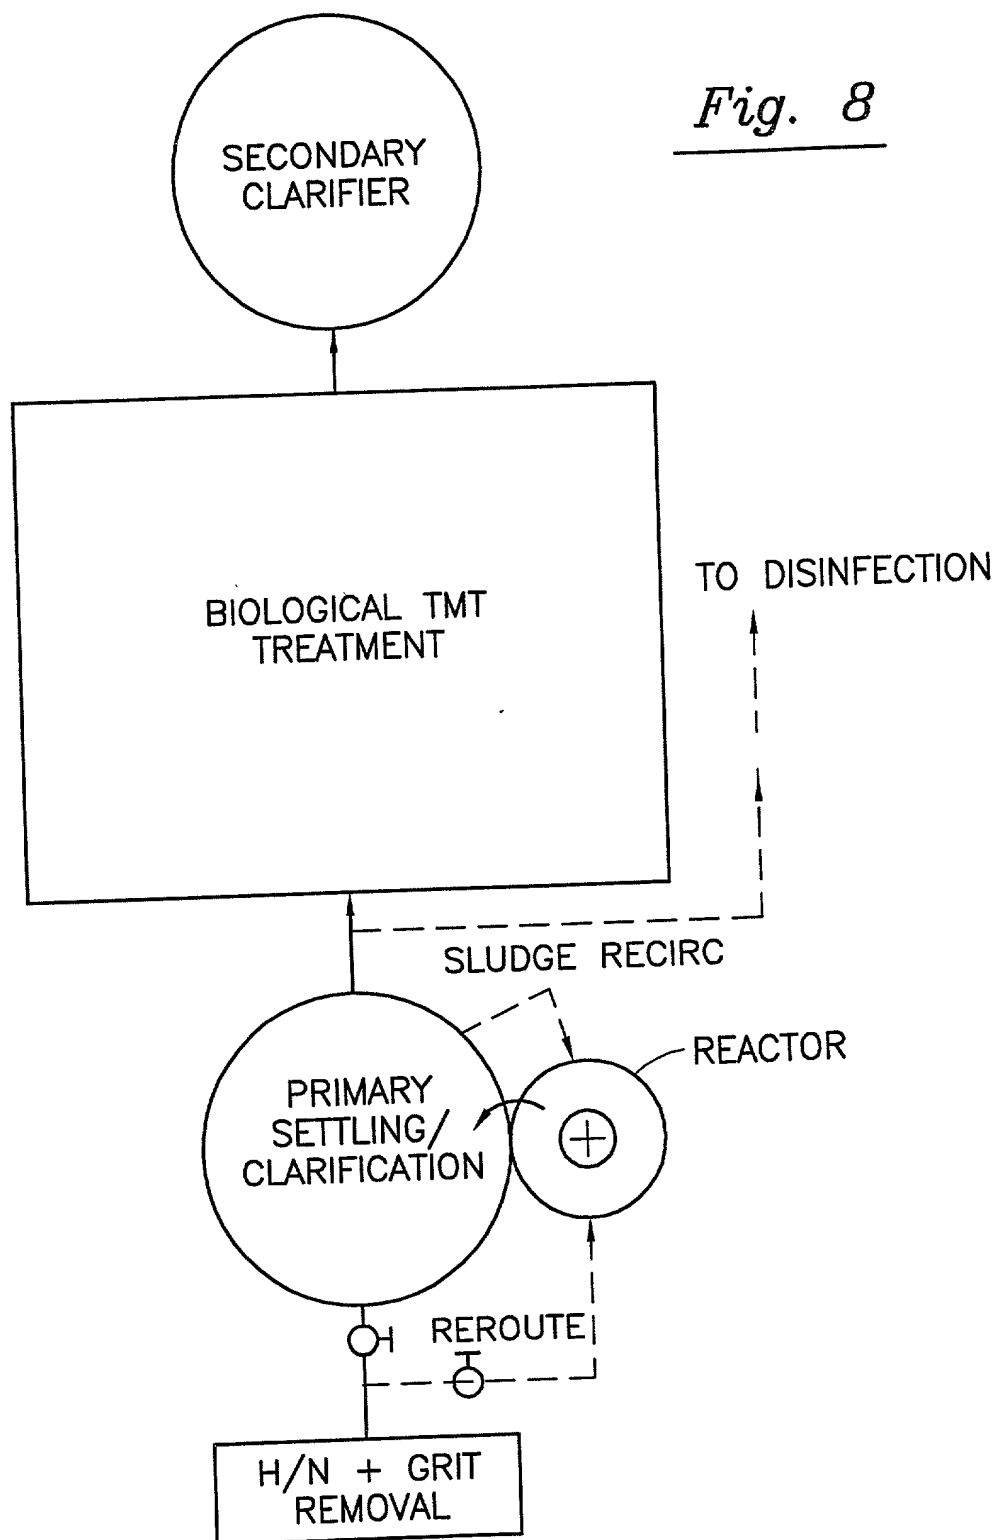 Fig. 8
SECONDARY
CLARIFIER
BIOLOGICAL TMT
TREATMENT
TO DISINFECTION
SLUDGE RECIRC
REACTOR
PRIMARY
SETTLING/
CLARIFICATION
REROUTE
H/N + GRIT
REMOVAL